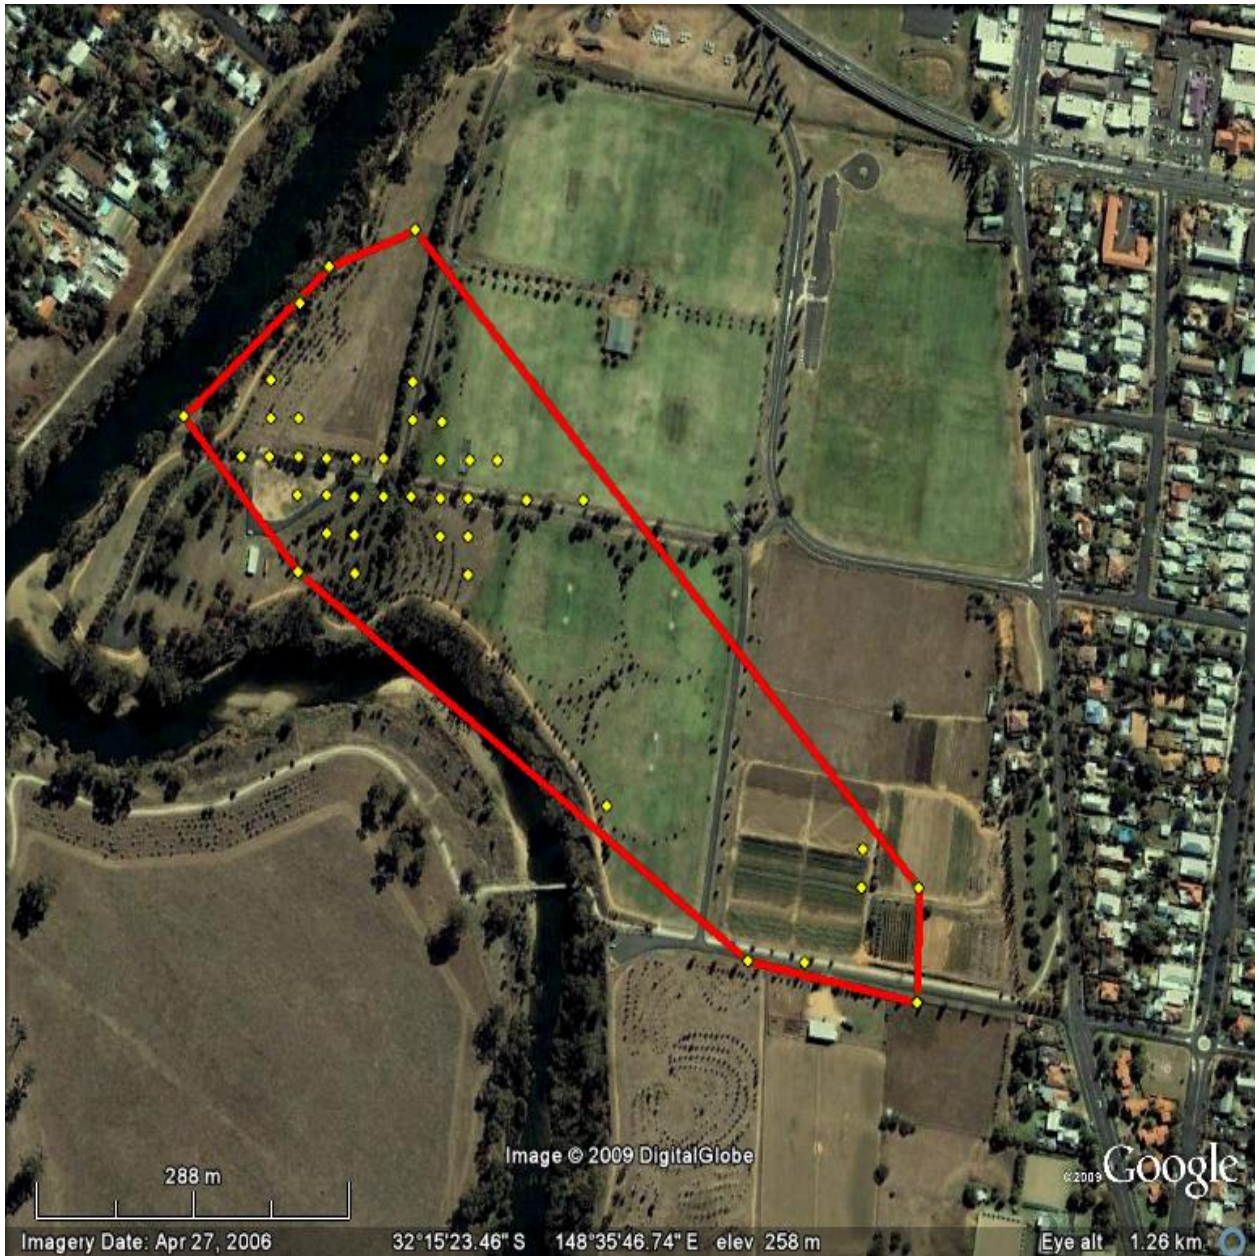 288 m
Image © 2009 DigitalGlobe
©2009 Google
Imagery Date: Apr 27, 2006 32°15'23.46" S 148°35'46.74" E elev 258 m Eye alt 1.26 km